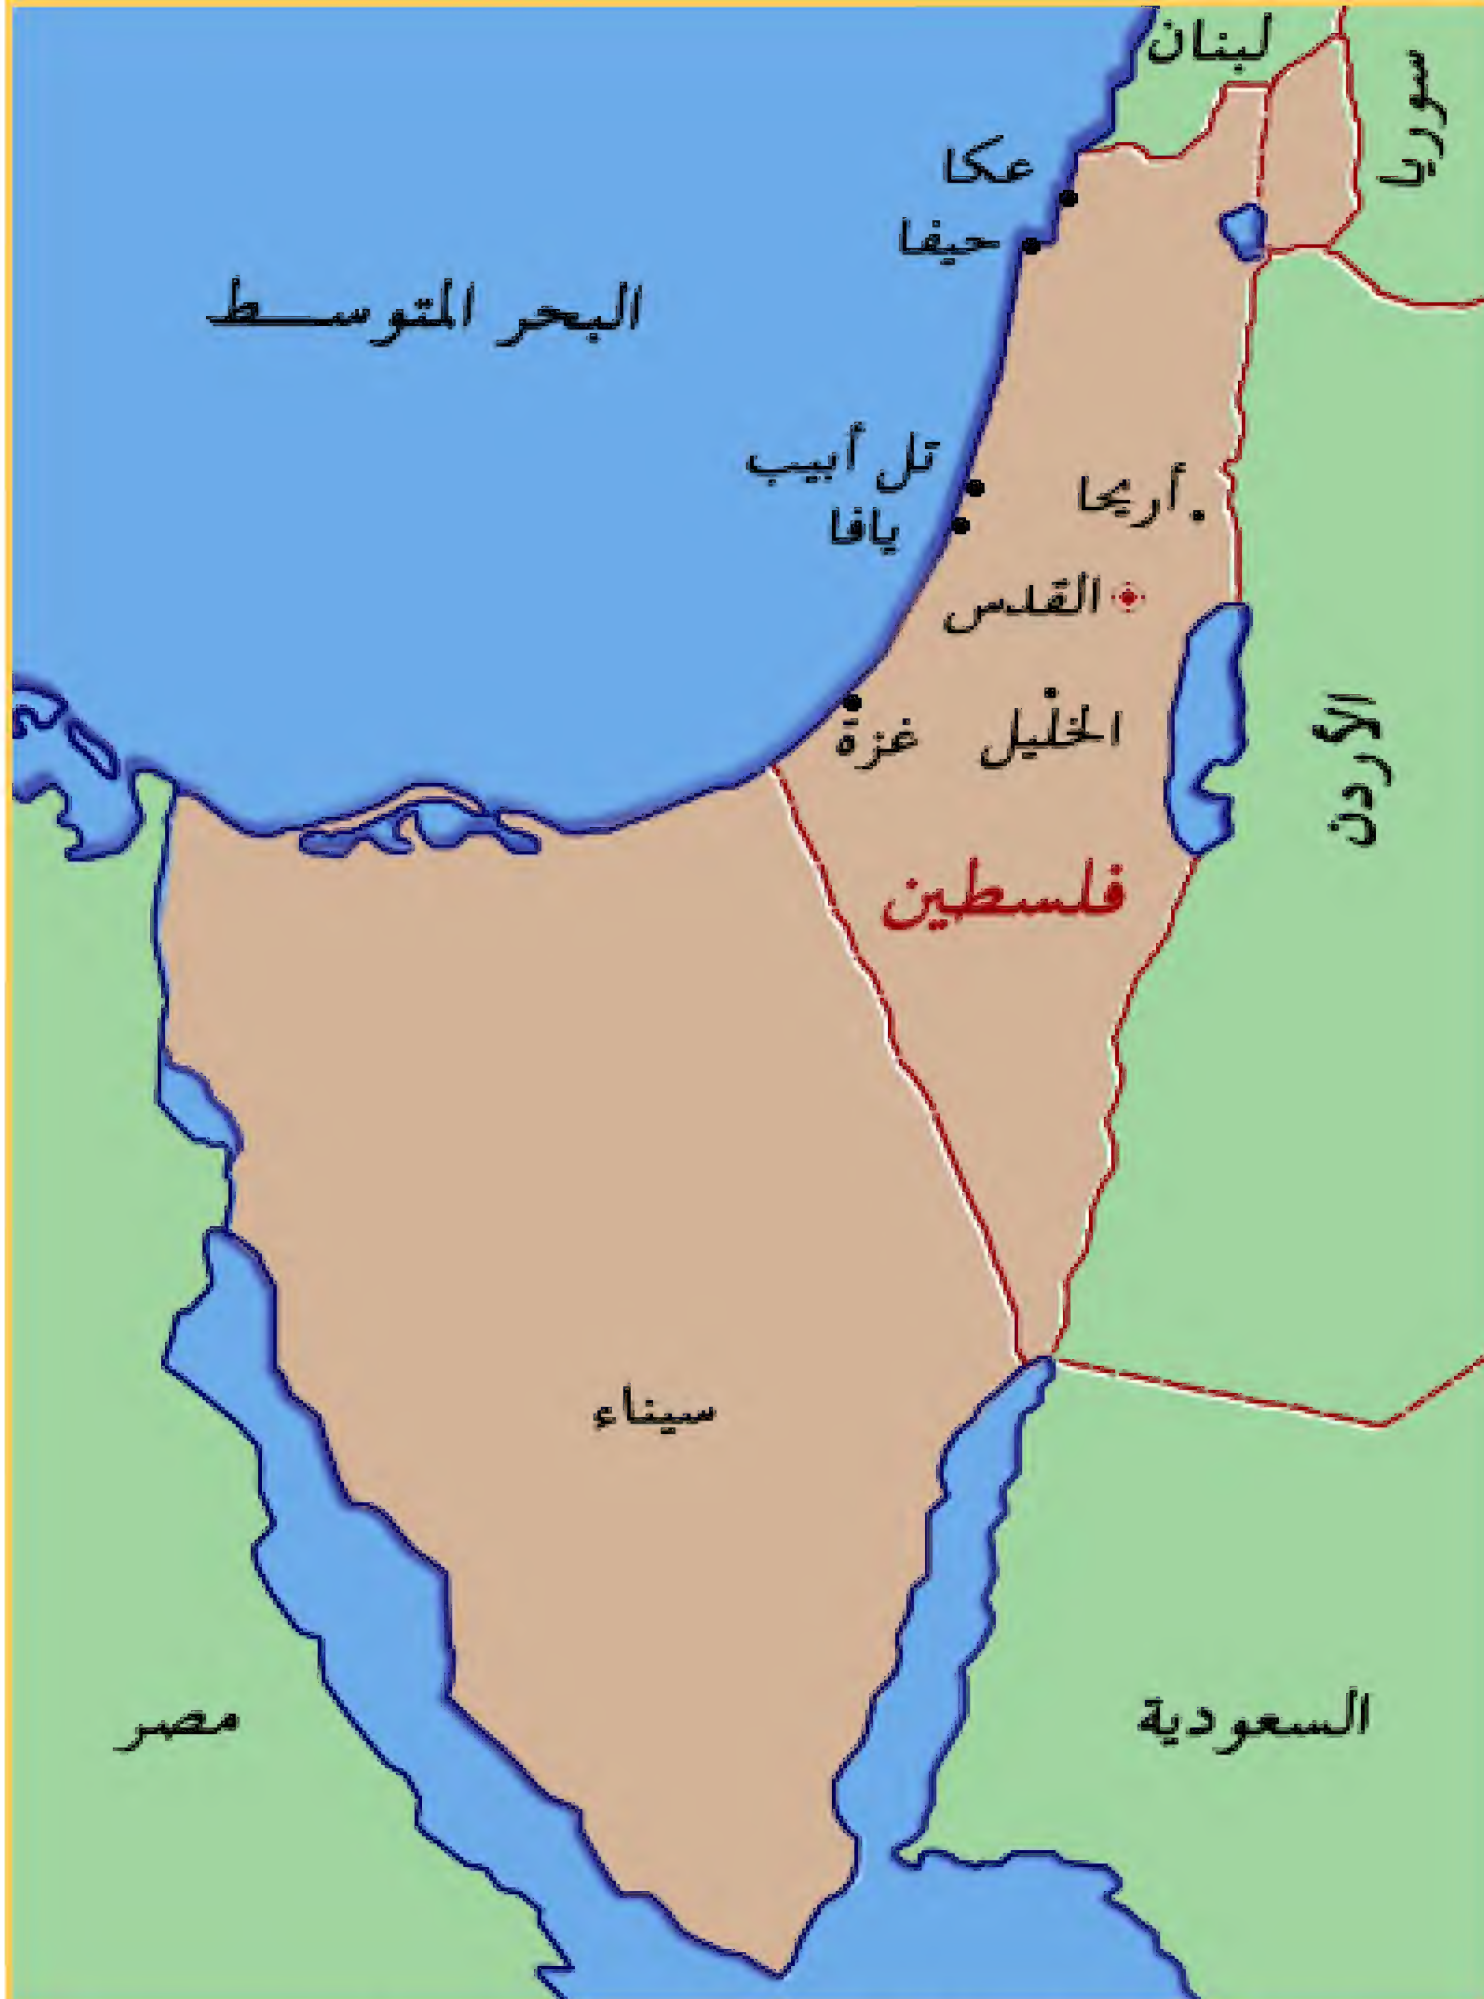 لبنان
سوريا
عكا
حيفا
البحر المتوسط
تل أبيب
يافا
أريحا
القدس
الخليل
غزة
الأردن
فلسطين
سيناء
مصر
السعودية